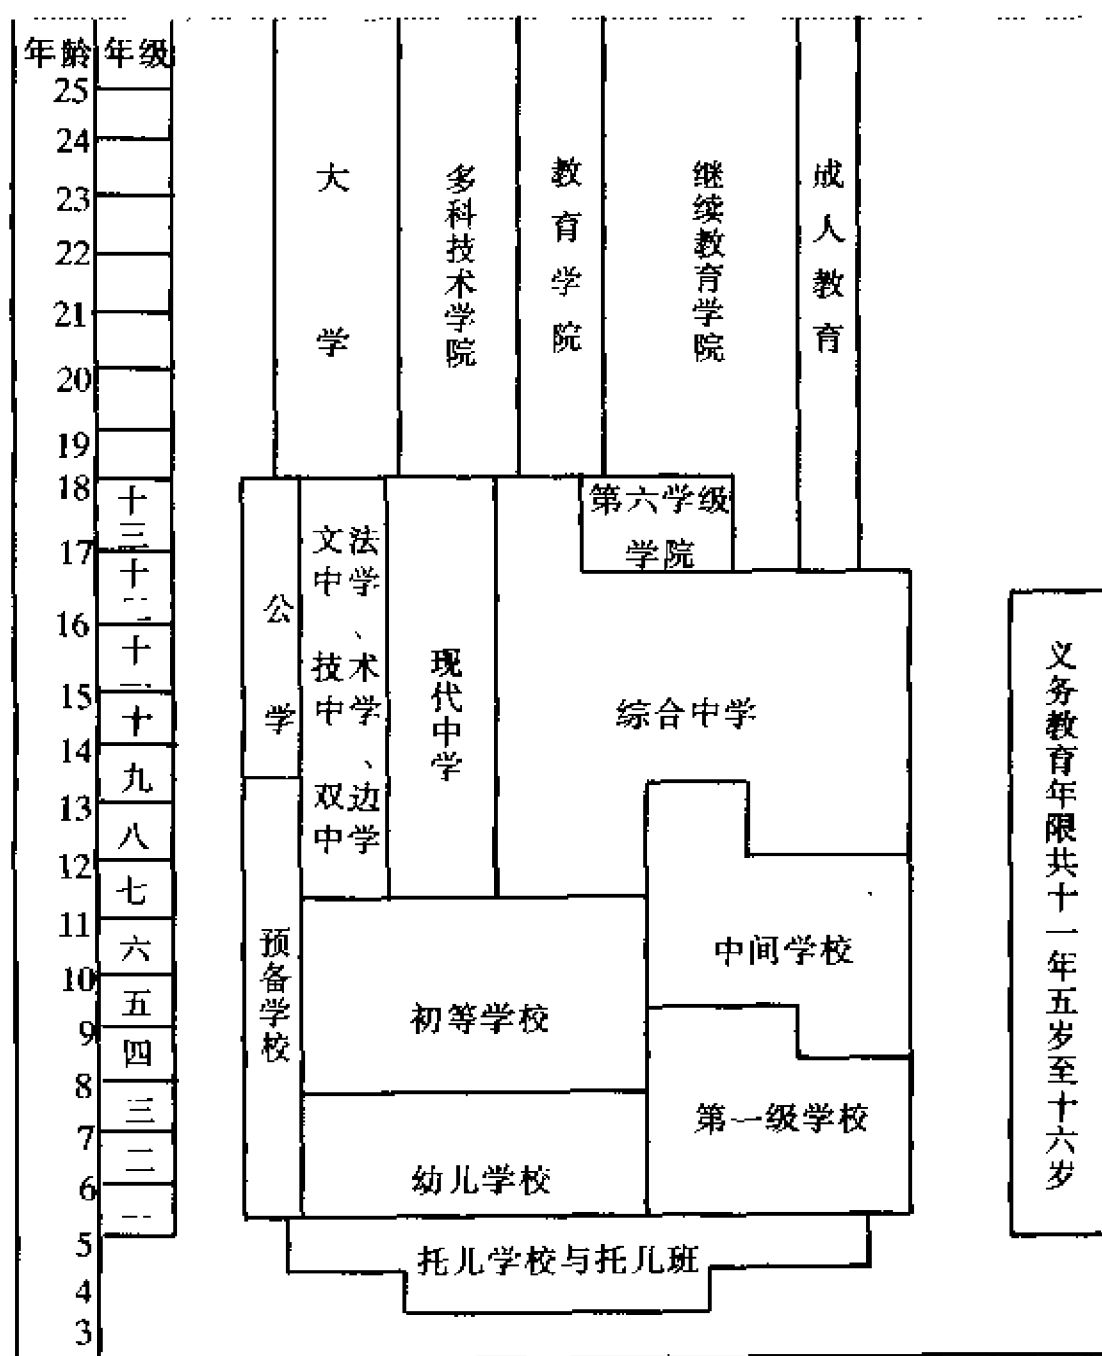 年龄 年级
25
24
23
22
21
20
19
18
17
16
15
14
13
12
11
10
9
8
7
6
5
4
3
十三
十二
十一
十
九
八
七
六
五
四
三
二
一
大学
多科技术学院
教育学院
继续教育学院
成人教育
第六学级
学院
公学
文法
中学、
技术
中学、
双边
中学
现代中学
综合中学
预备学校
中间学校
初等学校
第一级学校
幼儿学校
托儿学校与托儿班
义务教育年限共十一年五岁至十六岁